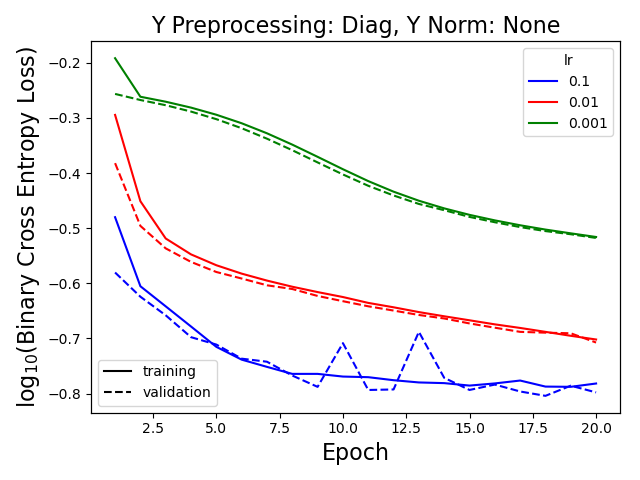 Y Preprocessing: Diag, Y Norm: None
log₁₀(Binary Cross Entropy Loss)
−0.2
−0.3
−0.4
−0.5
−0.6
−0.7
−0.8
lr
0.1
0.01
0.001
training
validation
2.5 5.0 7.5 10.0 12.5 15.0 17.5 20.0
Epoch